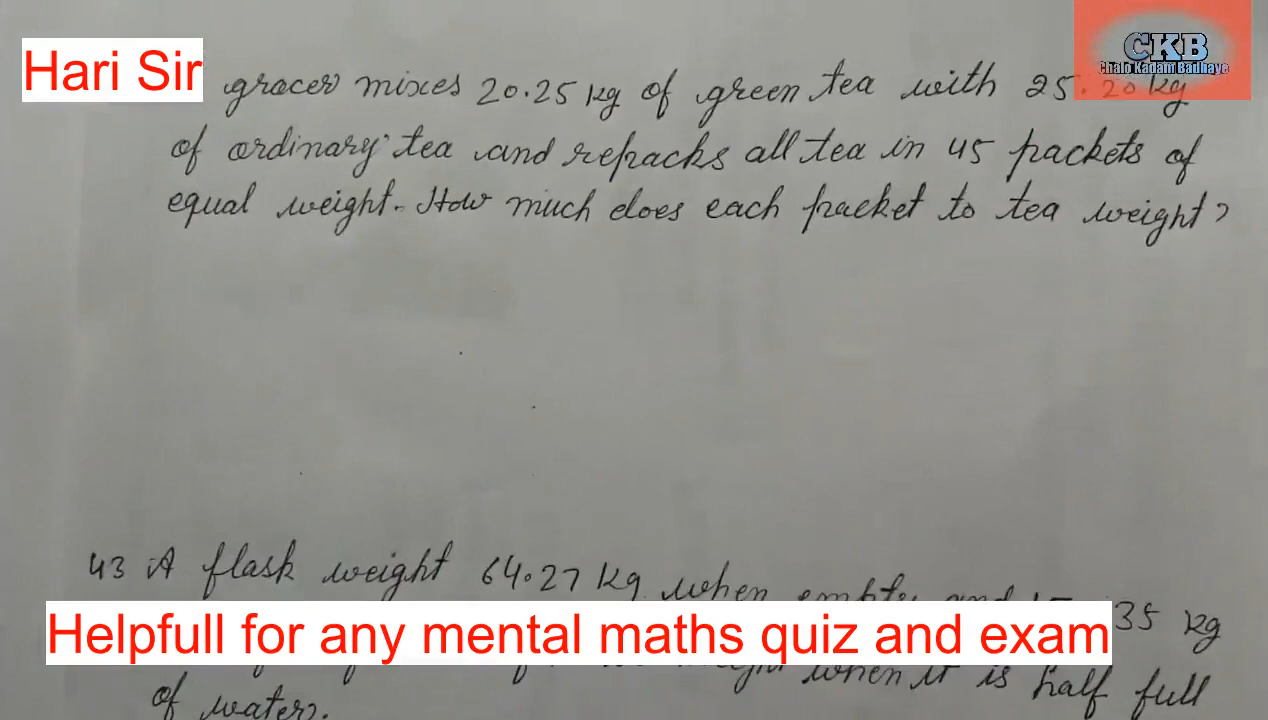 Hari Sir
CKB
Chalo Kadam Badhaye
grocer mixes 20.25 kg of green tea with 25.20 kg
of ordinary tea and repacks all tea in 45 packets of
equal weight. How much does each packet to tea weight?
43 A flask weight 64.27 kg when empty and 35 kg
Helpfull for any mental maths quiz and exam
when it is half full
of water.